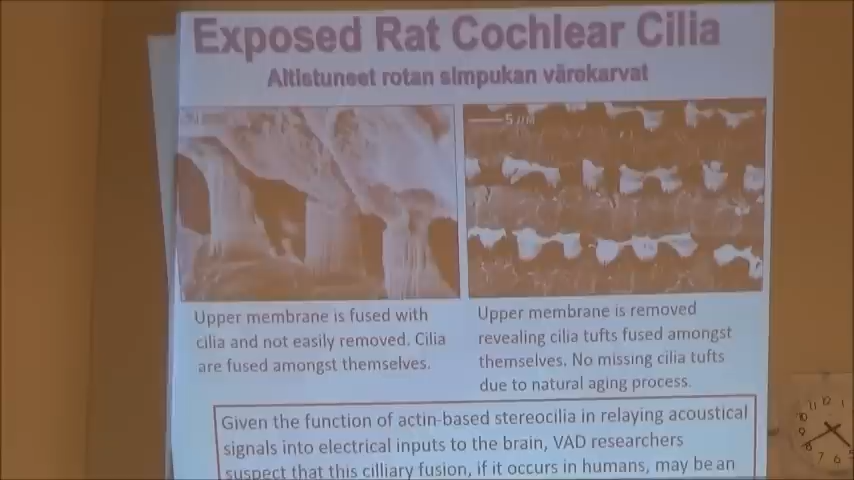 Exposed Rat Cochlear Cilia
Altistuneet rotan simpukan värekarvat
5 µm
Upper membrane is fused with
cilia and not easily removed. Cilia
are fused amongst themselves.
Upper membrane is removed
revealing cilia tufts fused amongst
themselves. No missing cilia tufts
due to natural aging process.
Given the function of actin-based stereocilia in relaying acoustical
signals into electrical inputs to the brain, VAD researchers
suspect that this cilliary fusion, if it occurs in humans, may be an